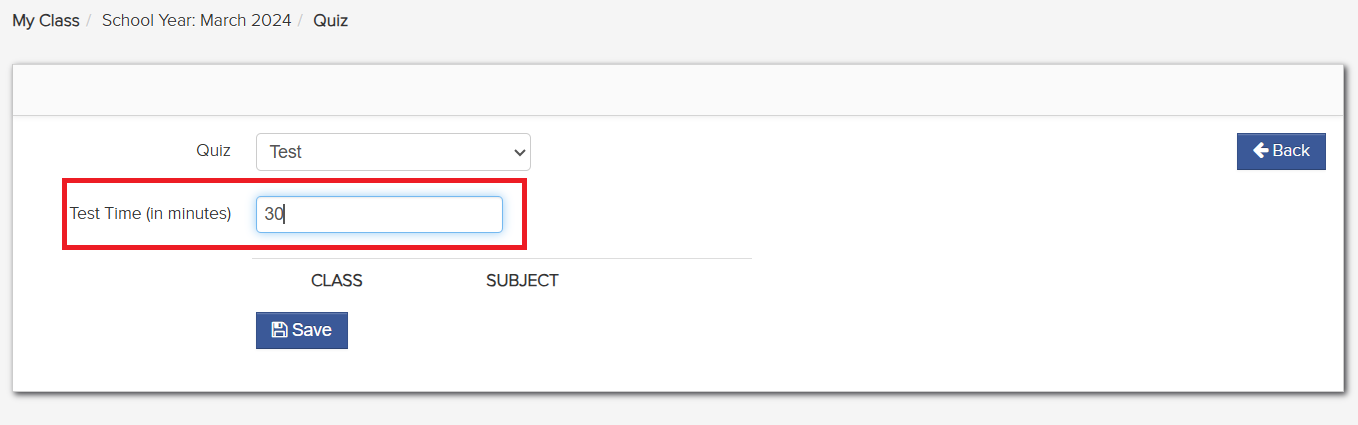 My Class / School Year: March 2024 / Quiz
Quiz Test
Back
Test Time (in minutes) 30
CLASS SUBJECT
Save